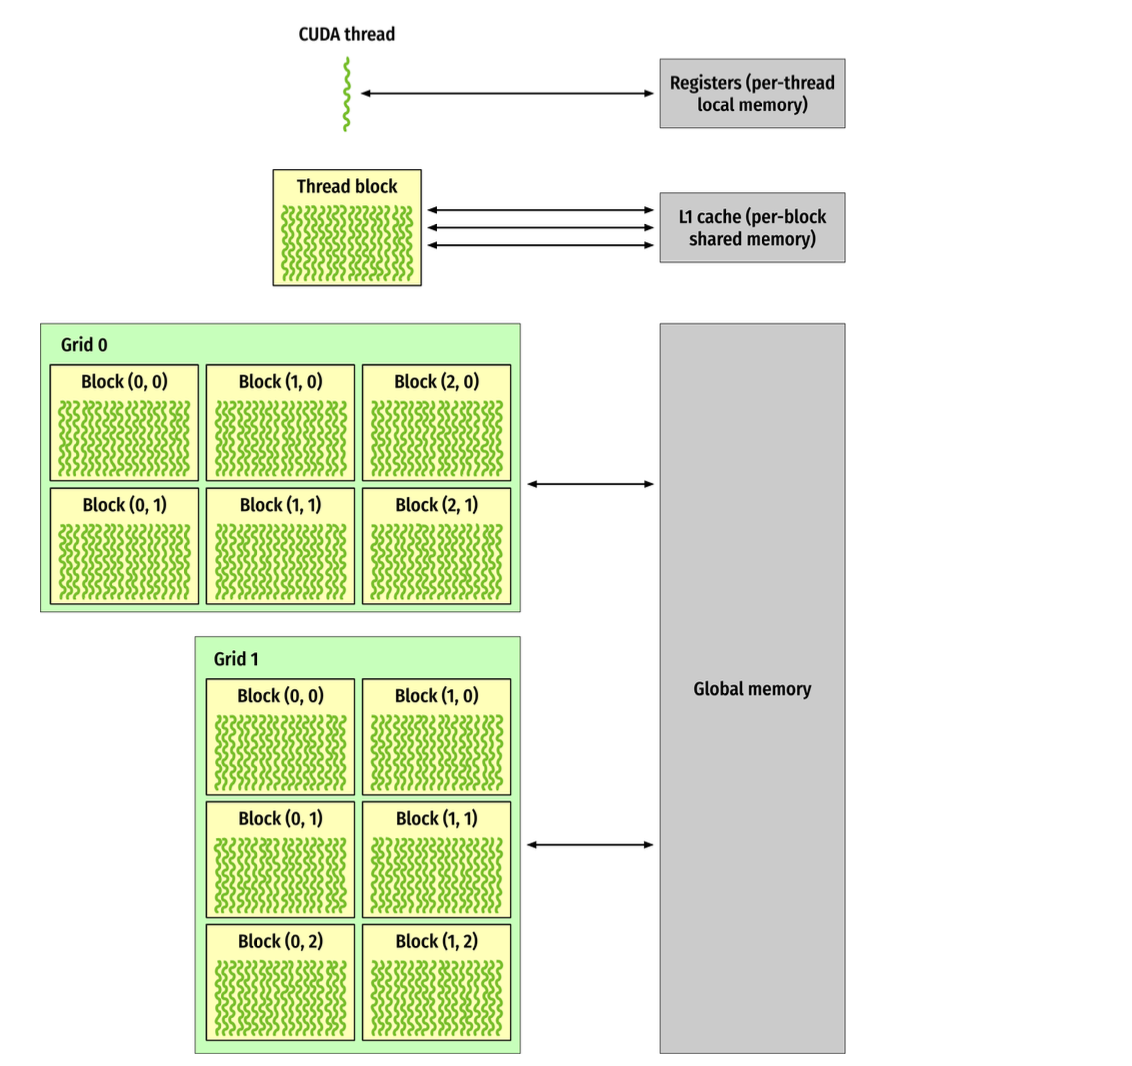 CUDA thread
Registers (per-thread
local memory)
Thread block
L1 cache (per-block
shared memory)
Grid 0
Block (0, 0)
Block (1, 0)
Block (2, 0)
Block (0, 1)
Block (1, 1)
Block (2, 1)
Global memory
Grid 1
Block (0, 0)
Block (1, 0)
Block (0, 1)
Block (1, 1)
Block (0, 2)
Block (1, 2)